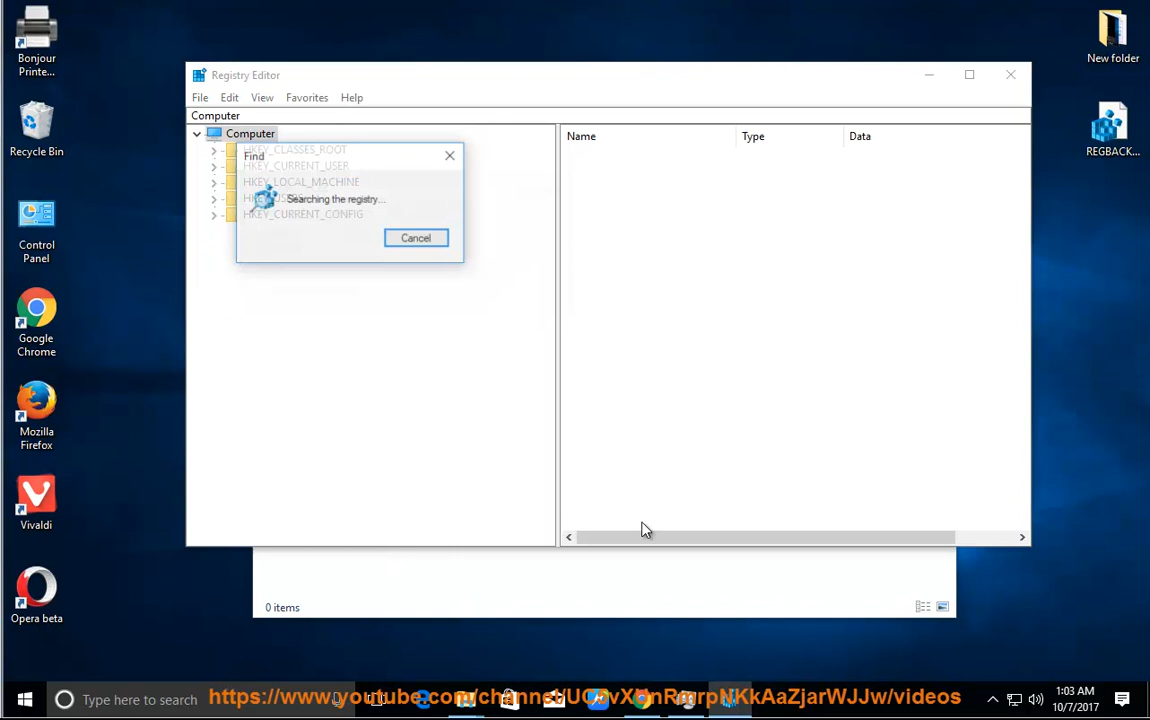 Bonjour
Printe...
Recycle Bin
Control
Panel
Google
Chrome
Mozilla
Firefox
Vivaldi
Opera beta
New folder
REGBACK...
Registry Editor
File Edit View Favorites Help
Computer
Computer
HKEY_CLASSES_ROOT
Find
HKEY_CURRENT_USER
HKEY_LOCAL_MACHINE
Searching the registry...
HKEY_CURRENT_CONFIG
Cancel
Name Type Data
0 items
Type here to search
1:03 AM
10/7/2017